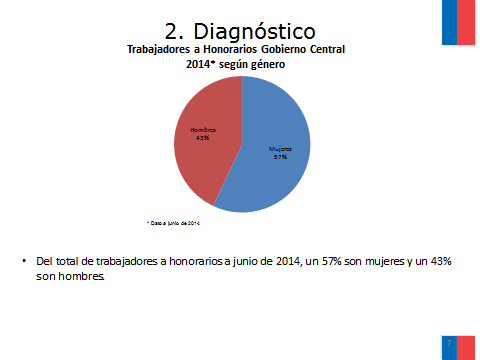 2. Diagnóstico
Trabajadores a Honorarios Gobierno Central
2014* según género
Hombres
43%
Mujeres
57%
* Dato a junio de 2014
• Del total de trabajadores a honorarios a junio de 2014, un 57% son mujeres y un 43%
son hombres.
7